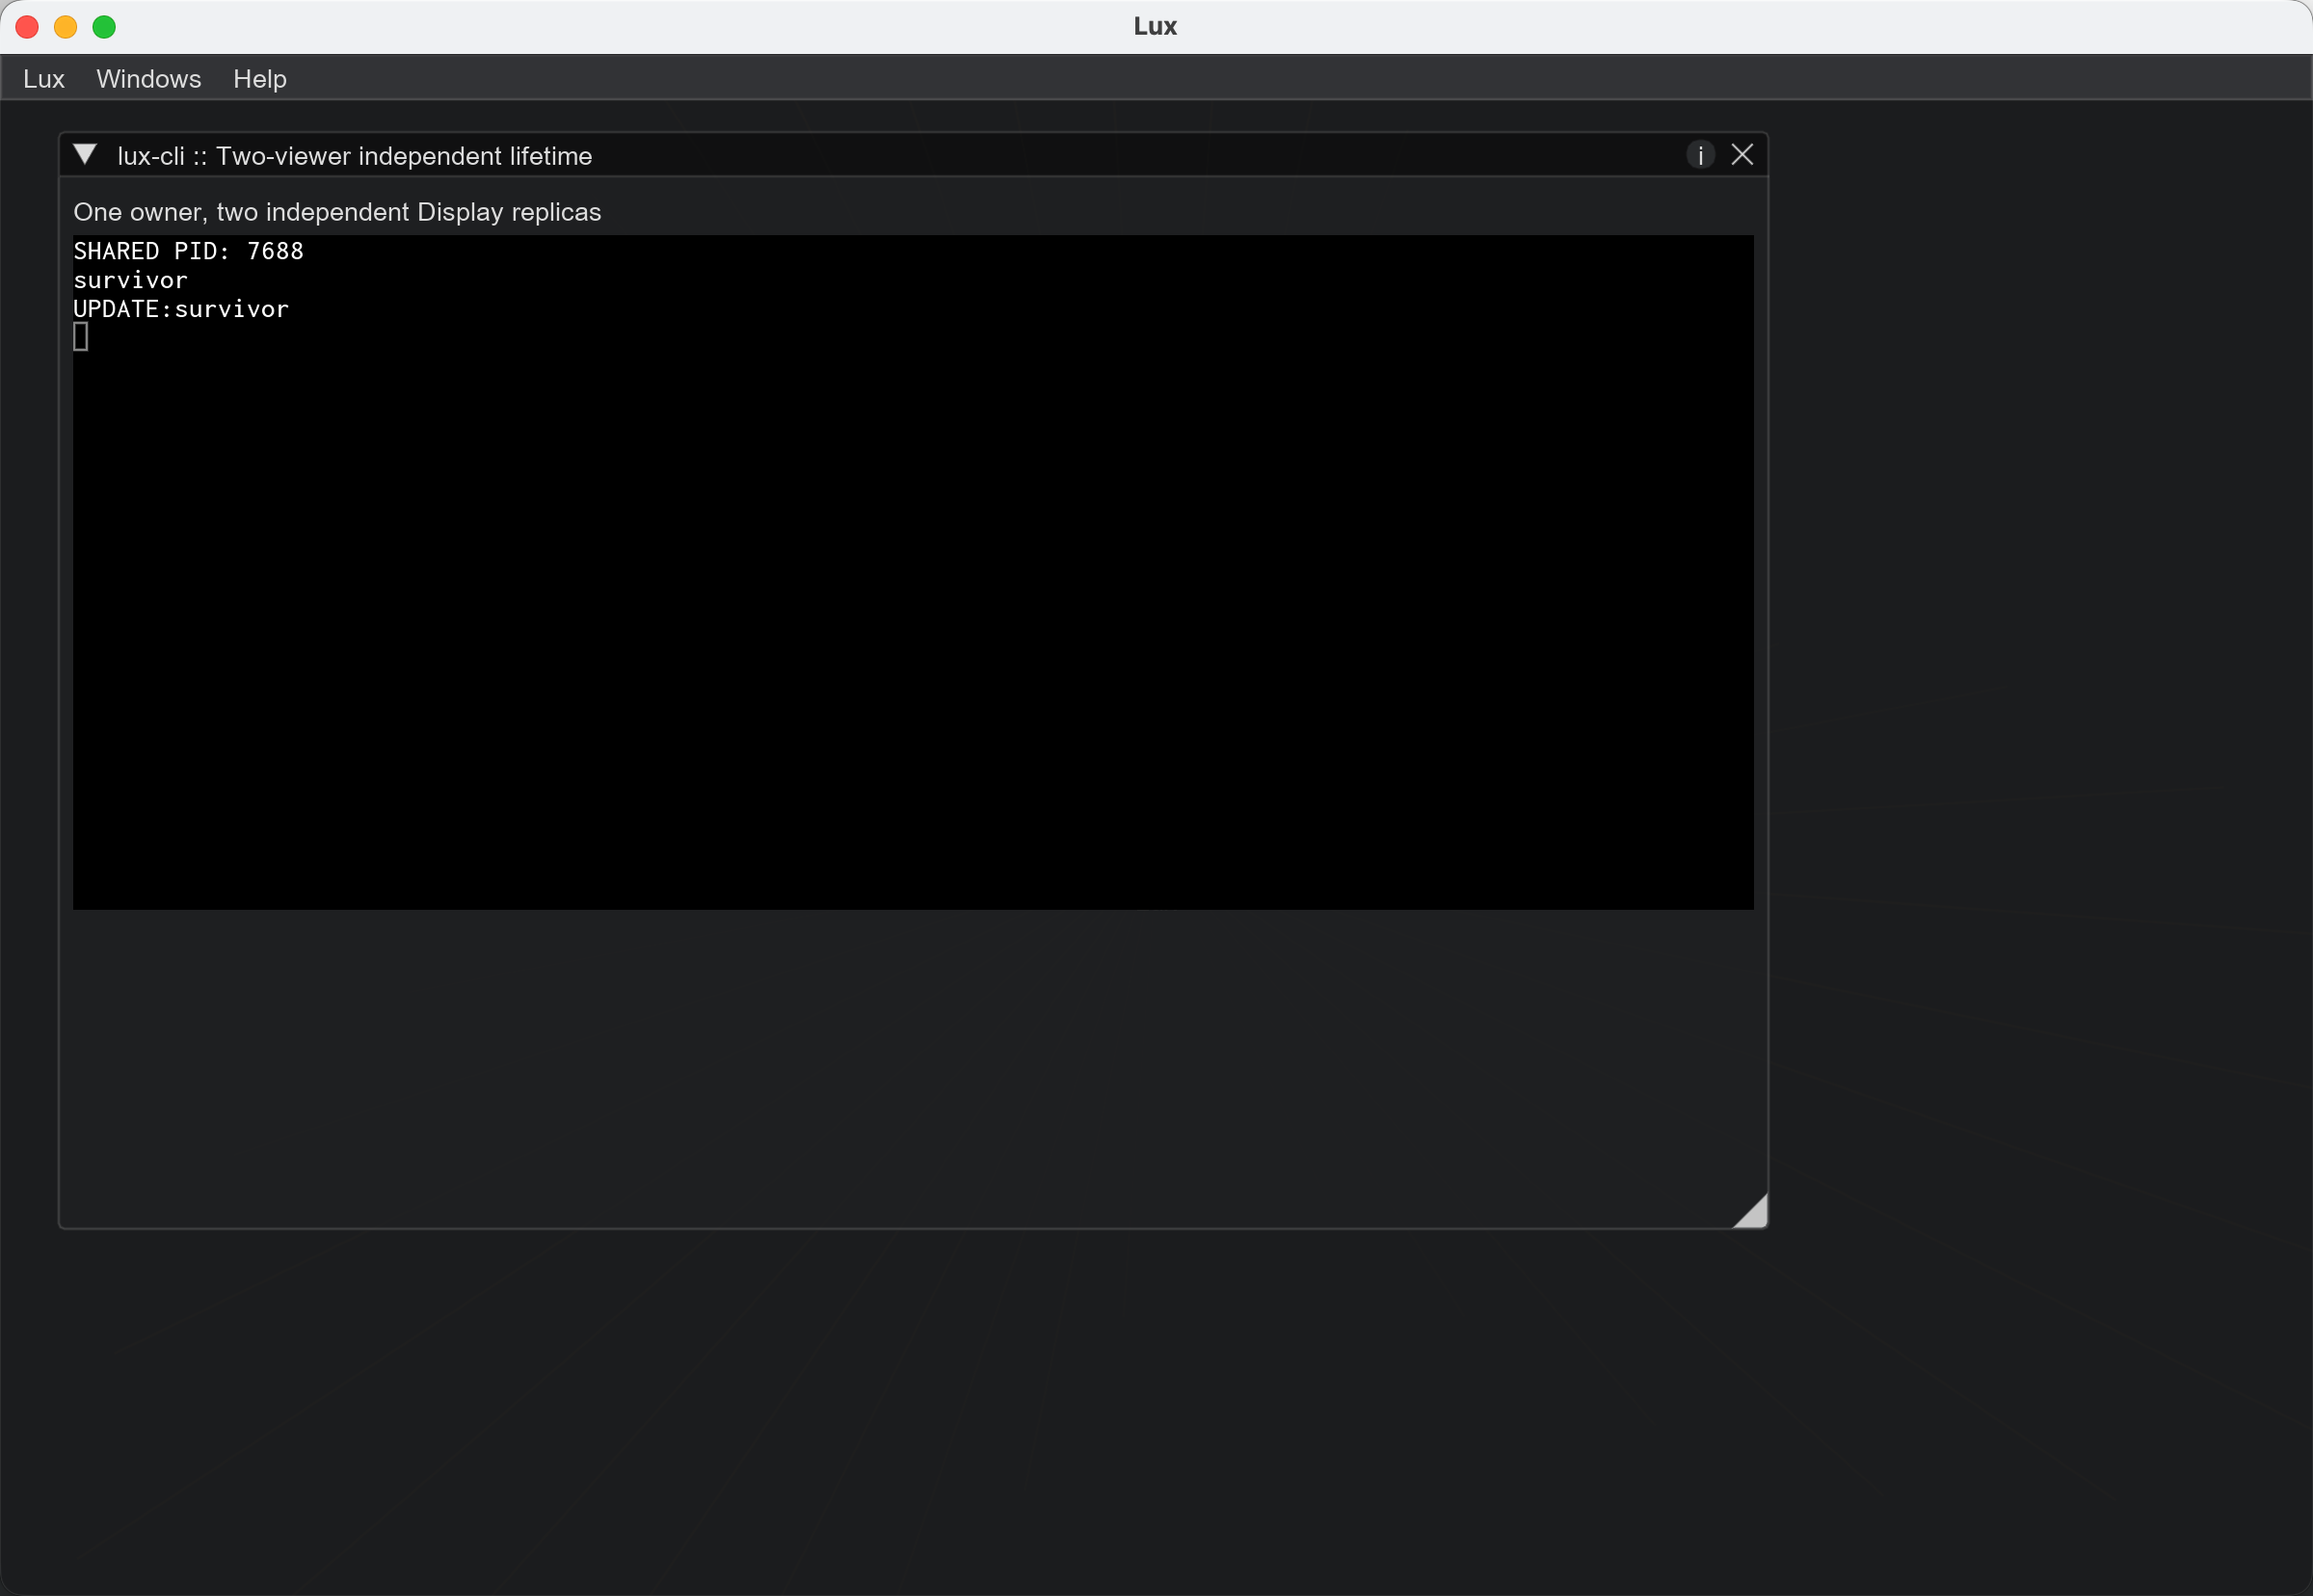 Lux
Lux Windows Help
lux-cli :: Two-viewer independent lifetime i
One owner, two independent Display replicas
SHARED PID: 7688
survivor
UPDATE:survivor